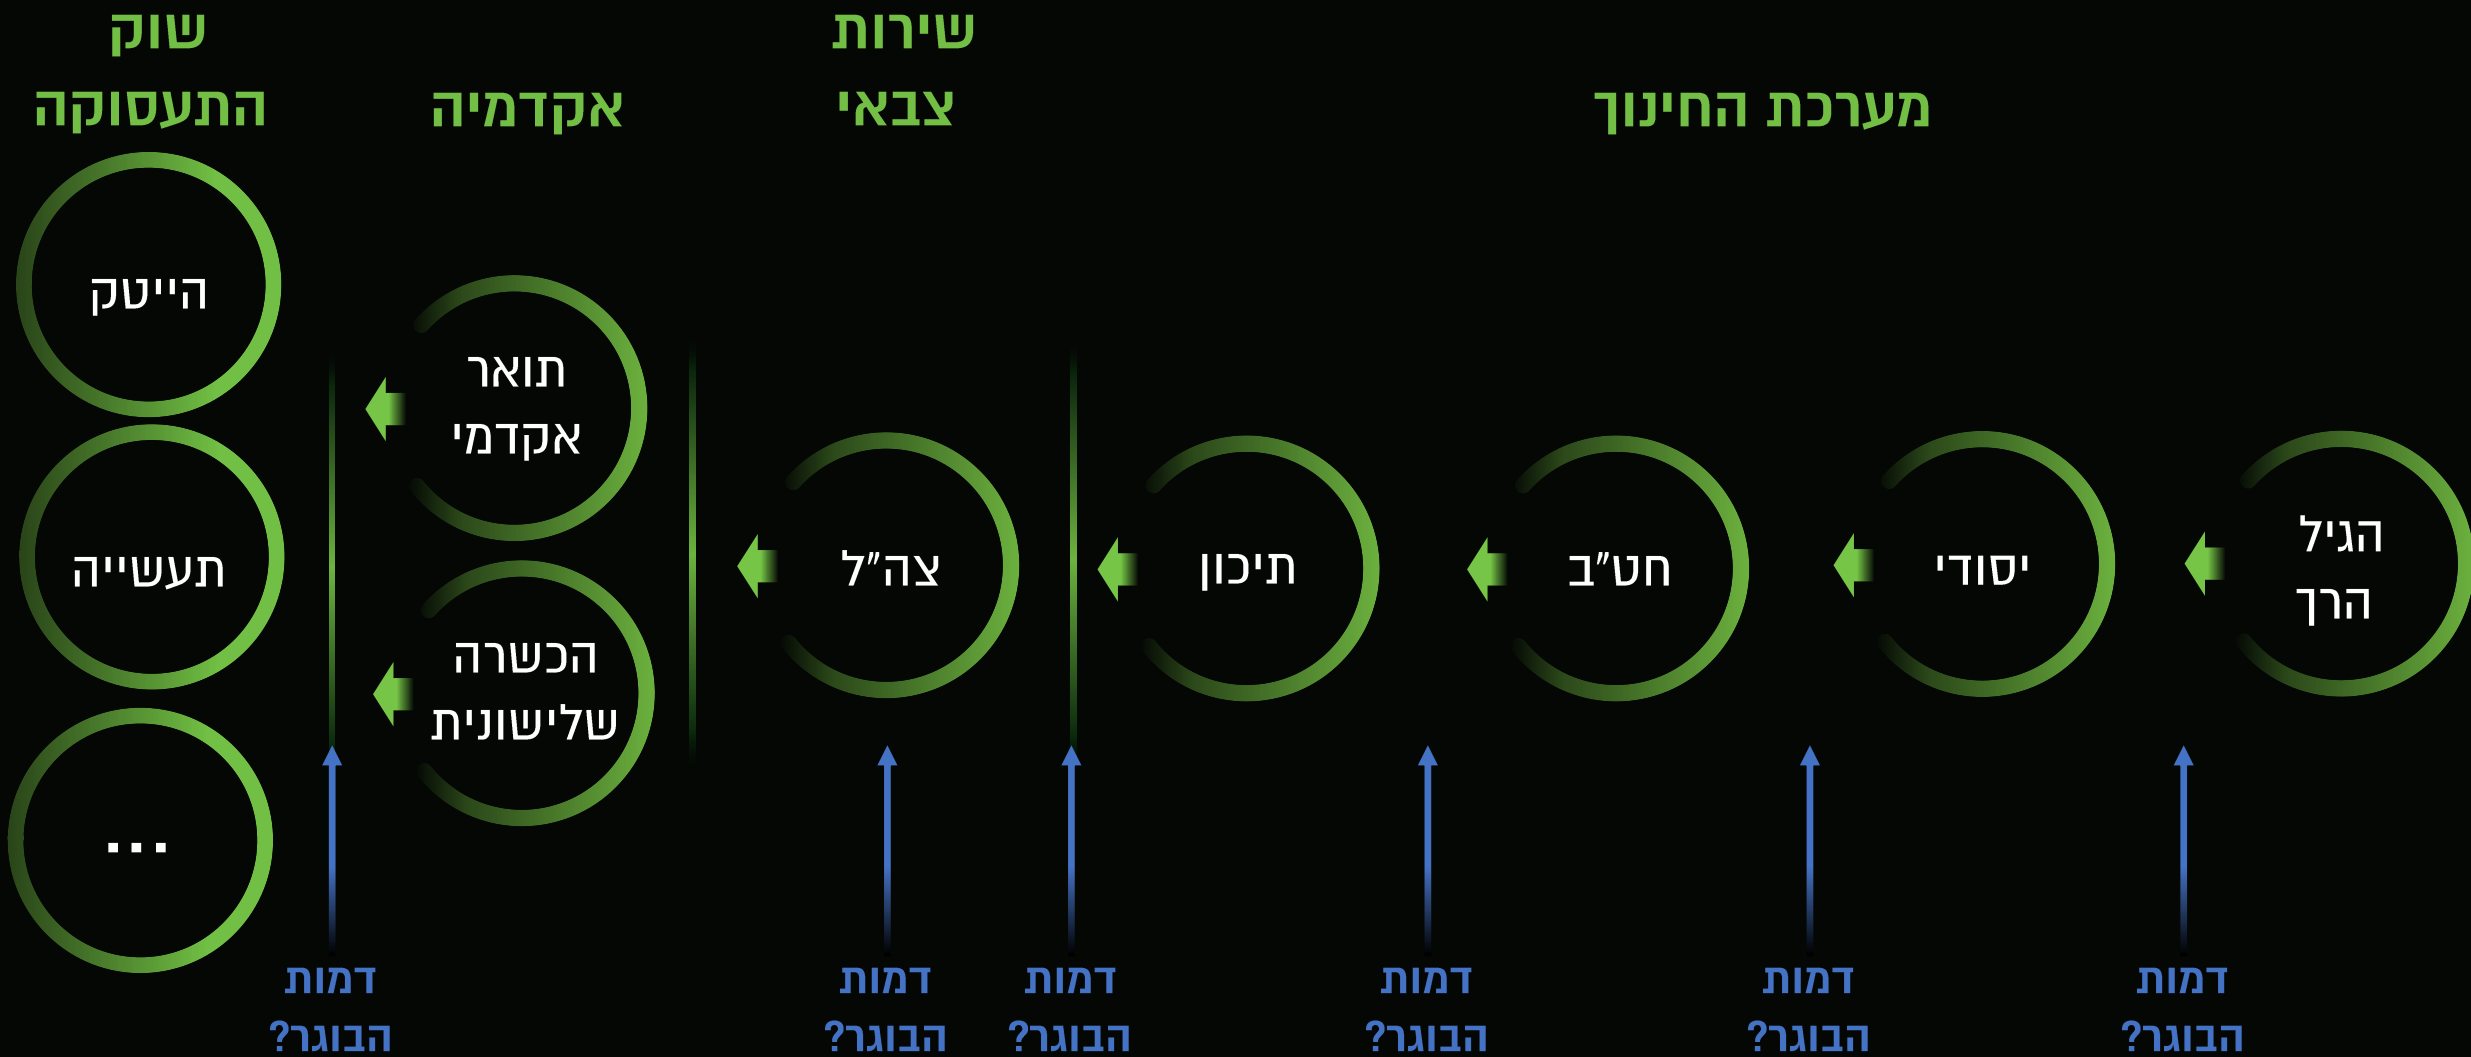 מערכת החינוך
שירות
צבאי
אקדמיה
שוק
התעסוקה
הגיל
הרך
יסודי
חט"ב
תיכון
צה"ל
תואר
אקדמי
הכשרה
שלישונית
הייטק
תעשייה
...
דמות
הבוגר?
דמות
הבוגר?
דמות
הבוגר?
דמות
הבוגר?
דמות
הבוגר?
דמות
הבוגר?